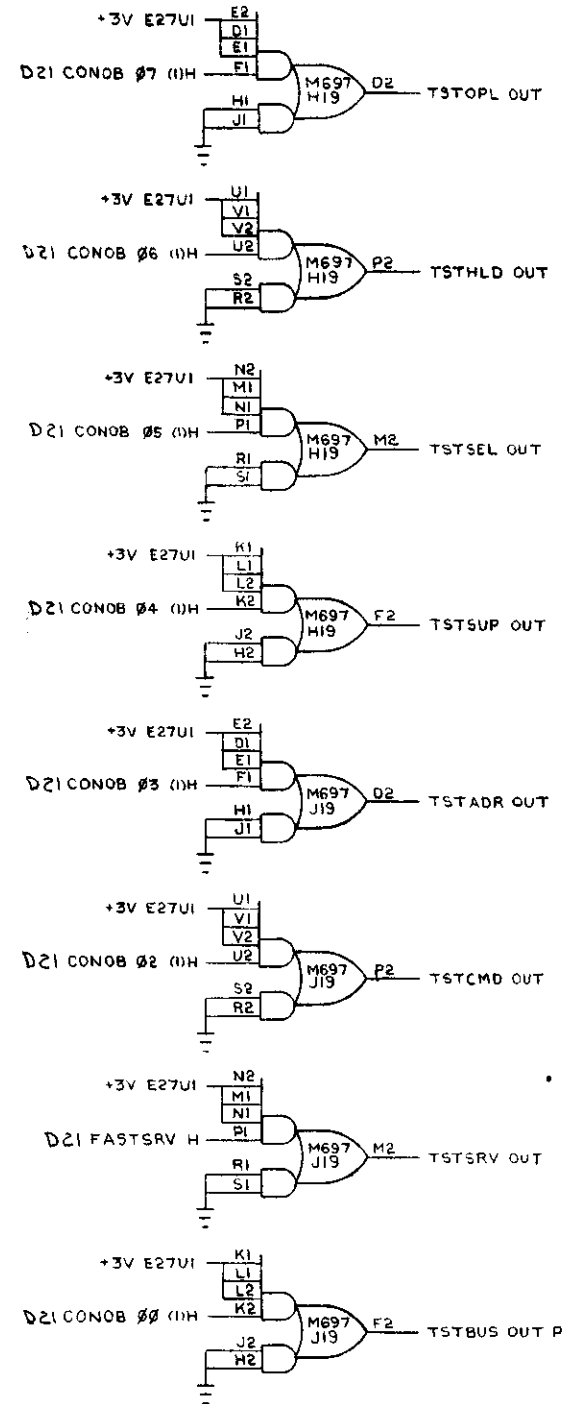 +3V E27U1 E2
D1
E1
D21 CONOB Ø7 (1)H F1
M697 D2 TSTOPL OUT
H19
H1
J1
+3V E27U1 U1
V1
V2
D21 CONOB Ø6 (1)H U2
M697 P2 TSTHLD OUT
H19
S2
R2
+3V E27U1 N2
M1
N1
D21 CONOB Ø5 (1)H P1
M697 M2 TSTSEL OUT
H19
R1
S1
+3V E27U1 K1
L1
L2
D21 CONOB Ø4 (1)H K2
M697 F2 TSTSUP OUT
H19
J2
H2
+3V E27U1 E2
D1
E1
D21 CONOB Ø3 (1)H F1
M697 D2 TSTADR OUT
J19
H1
J1
+3V E27U1 U1
V1
V2
D21 CONOB Ø2 (1)H U2
M697 P2 TSTCMD OUT
J19
S2
R2
+3V E27U1 N2
M1
N1
D21 FASTSRV H P1
M697 M2 TSTSRV OUT
J19
R1
S1
+3V E27U1 K1
L1
L2
D21 CONOB ØØ (1)H K2
M697 F2 TSTBUS OUT P
J19
J2
H2